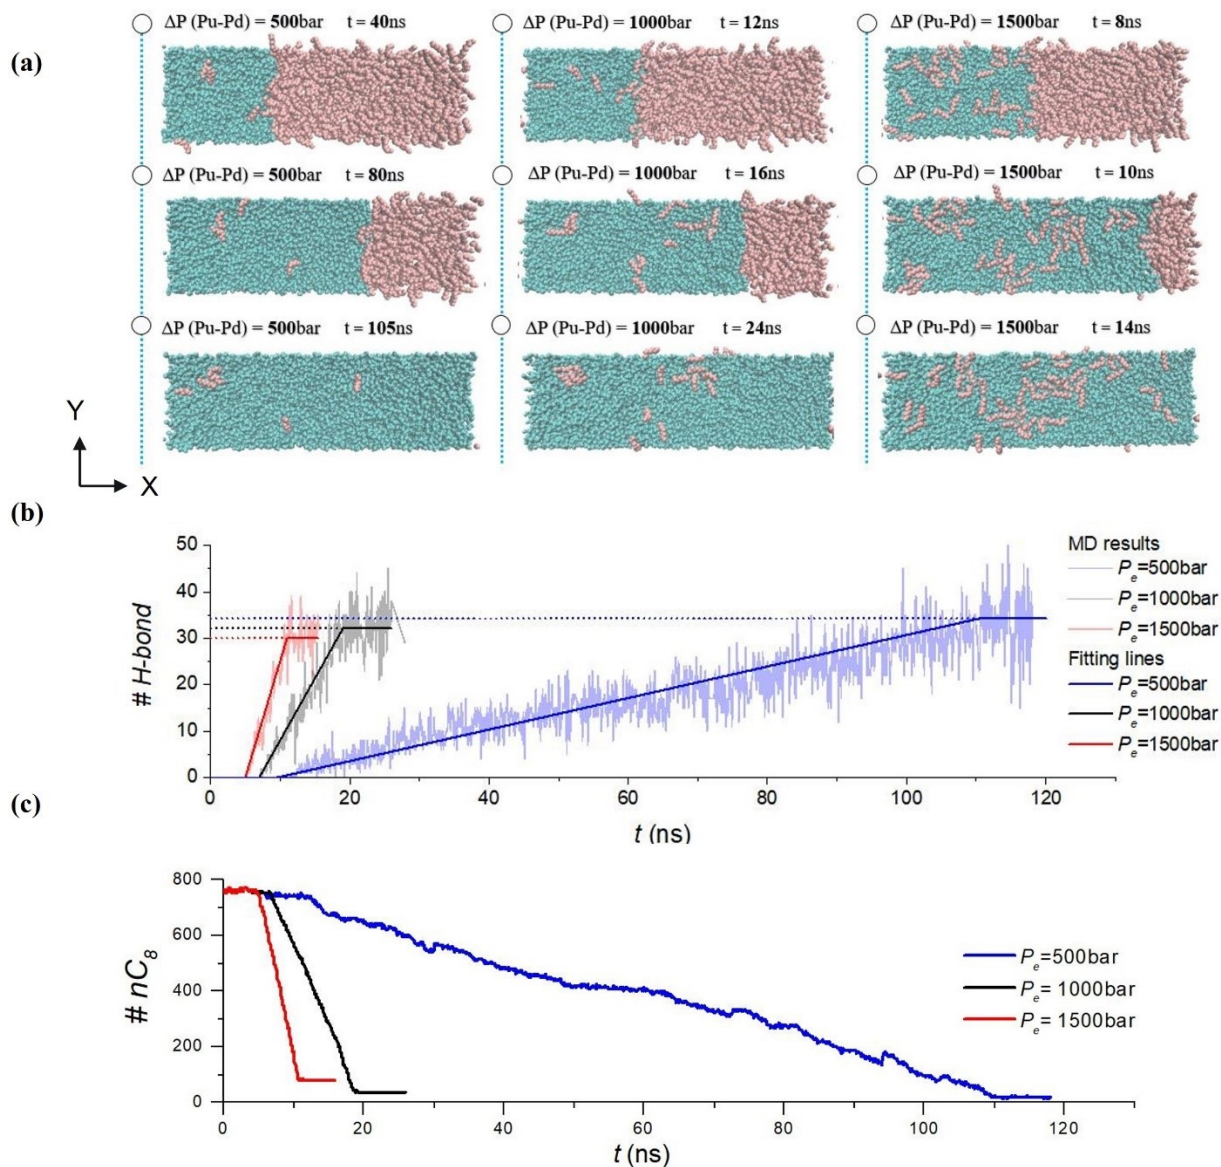 (a)
ΔP (Pu-Pd) = 500bar t = 40ns
ΔP (Pu-Pd) = 1000bar t = 12ns
ΔP (Pu-Pd) = 1500bar t = 8ns
ΔP (Pu-Pd) = 500bar t = 80ns
ΔP (Pu-Pd) = 1000bar t = 16ns
ΔP (Pu-Pd) = 1500bar t = 10ns
ΔP (Pu-Pd) = 500bar t = 105ns
ΔP (Pu-Pd) = 1000bar t = 24ns
ΔP (Pu-Pd) = 1500bar t = 14ns
Y
X
(b)
# H-bond
50
40
30
20
10
0
0 20 40 60 80 100 120
t (ns)
MD results
Pe=500bar
Pe=1000bar
Pe=1500bar
Fitting lines
Pe=500bar
Pe=1000bar
Pe=1500bar
(c)
# nC8
800
600
400
200
0
0 20 40 60 80 100 120
t (ns)
Pe=500bar
Pe= 1000bar
Pe= 1500bar